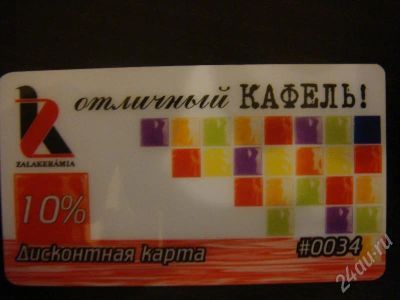 отличный КАФЕЛЬ!
ZALAKERÁMIA
10%
Дисконтная карта #0034
24au.ru